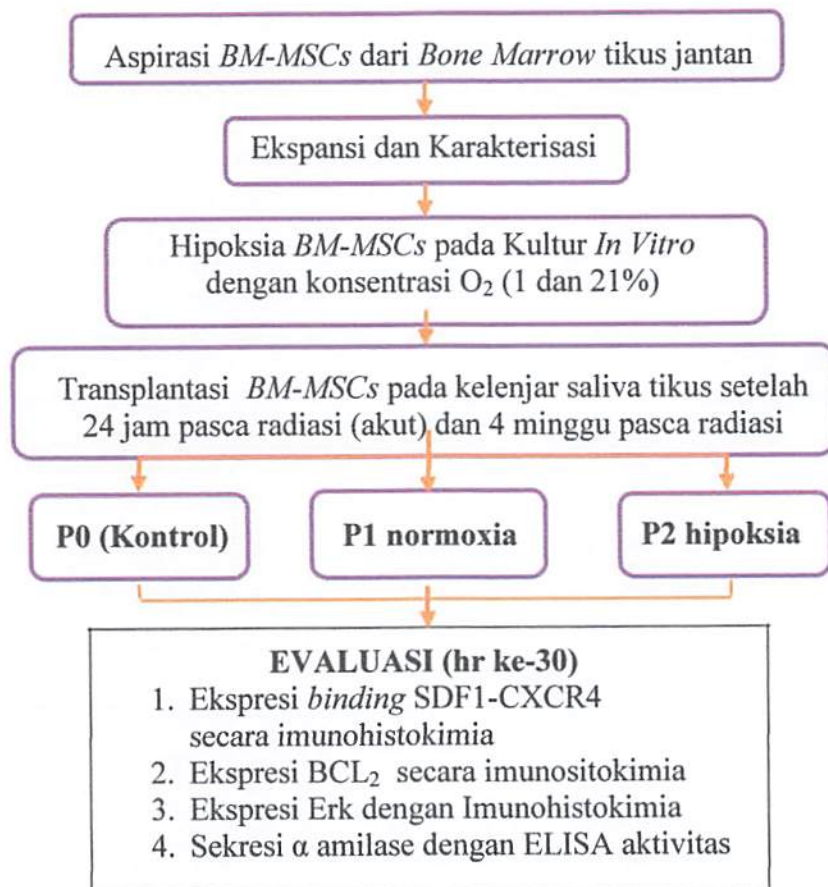 Aspirasi BM-MSCs dari Bone Marrow tikus jantan
Ekspansi dan Karakterisasi
Hipoksia BM-MSCs pada Kultur In Vitro
dengan konsentrasi O₂ (1 dan 21%)
Transplantasi BM-MSCs pada kelenjar saliva tikus setelah
24 jam pasca radiasi (akut) dan 4 minggu pasca radiasi
P0 (Kontrol)
P1 normoxia
P2 hipoksia
EVALUASI (hr ke-30)
1. Ekspresi binding SDF1-CXCR4
secara imunohistokimia
2. Ekspresi BCL₂ secara imunositokimia
3. Ekspresi Erk dengan Imunohistokimia
4. Sekresi α amilase dengan ELISA aktivitas